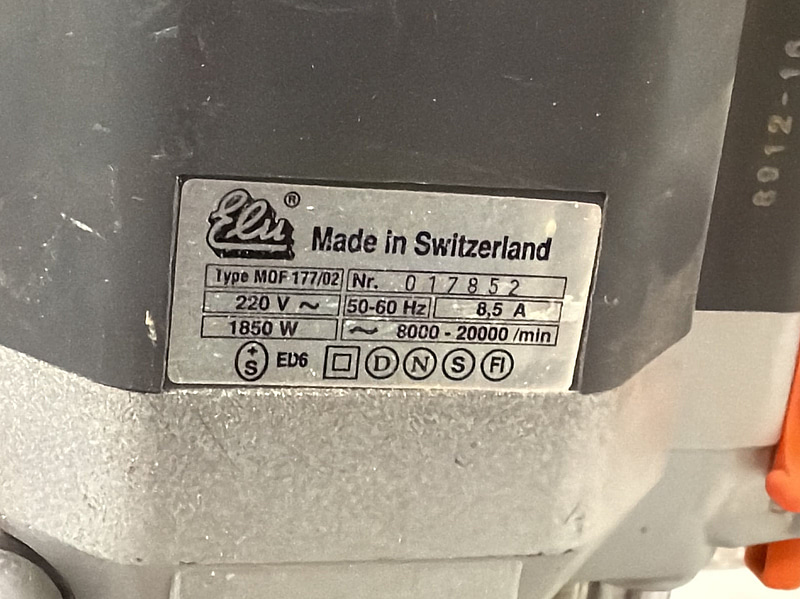 Elu ® Made in Switzerland
Type MOF 177/02 Nr. 017852
220 V ~ 50-60 Hz 8,5 A
1850 W ~ 8000 - 20000 /min
+S ED6 D N S FI